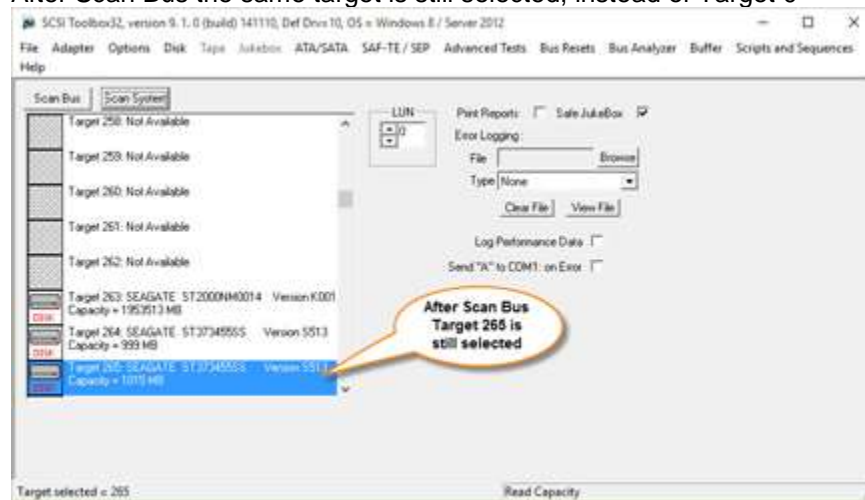 After Scan Bus the same target is still selected, instead of Target 0
SCSI Toolbox32, version 9. 1. 0 (build) 141110, Def Drvs 10, OS = Windows 8 / Server 2012
File Adapter Options Disk Tape Jukebox ATA/SATA SAF-TE / SEP Advanced Tests Bus Resets Bus Analyzer Buffer Scripts and Sequences
Help
Scan Bus Scan System
Target 258: Not Available
Target 259: Not Available
Target 260: Not Available
Target 261: Not Available
Target 262: Not Available
DISK Target 263: SEAGATE ST2000NM0014 Version K001
Capacity = 1953513 MB
DISK Target 264: SEAGATE ST373455SS Version S513
Capacity = 999 MB
DISK Target 265: SEAGATE ST373455SS Version S513
Capacity = 1015 MB
LUN
0
Print Reports: Safe JukeBox
Error Logging:
File Browse
Type None
Clear File View File
Log Performance Data
Send "A" to COM1: on Error
After Scan Bus
Target 265 is
still selected
Target selected = 265 Read Capacity